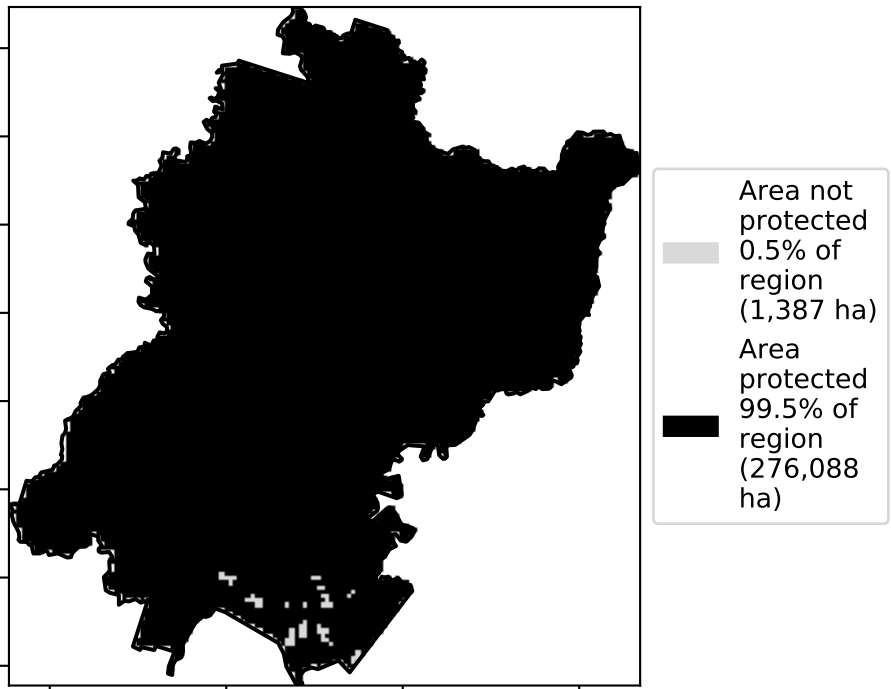 Area not
protected
0.5% of
region
(1,387 ha)
Area
protected
99.5% of
region
(276,088
ha)